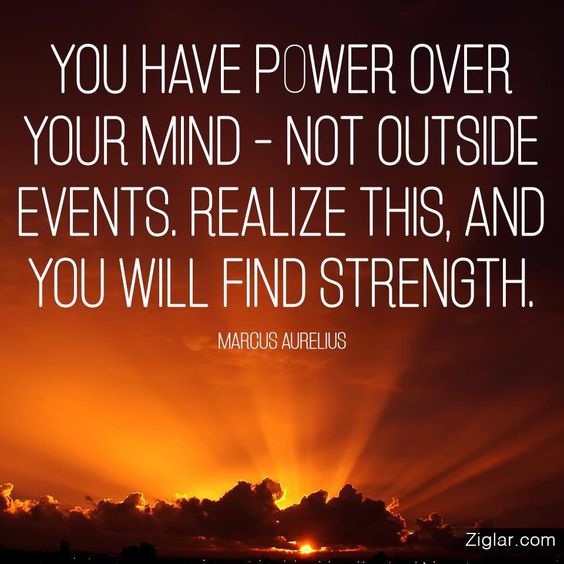 YOU HAVE POWER OVER
YOUR MIND - NOT OUTSIDE
EVENTS. REALIZE THIS, AND
YOU WILL FIND STRENGTH.
MARCUS AURELIUS
Ziglar.com